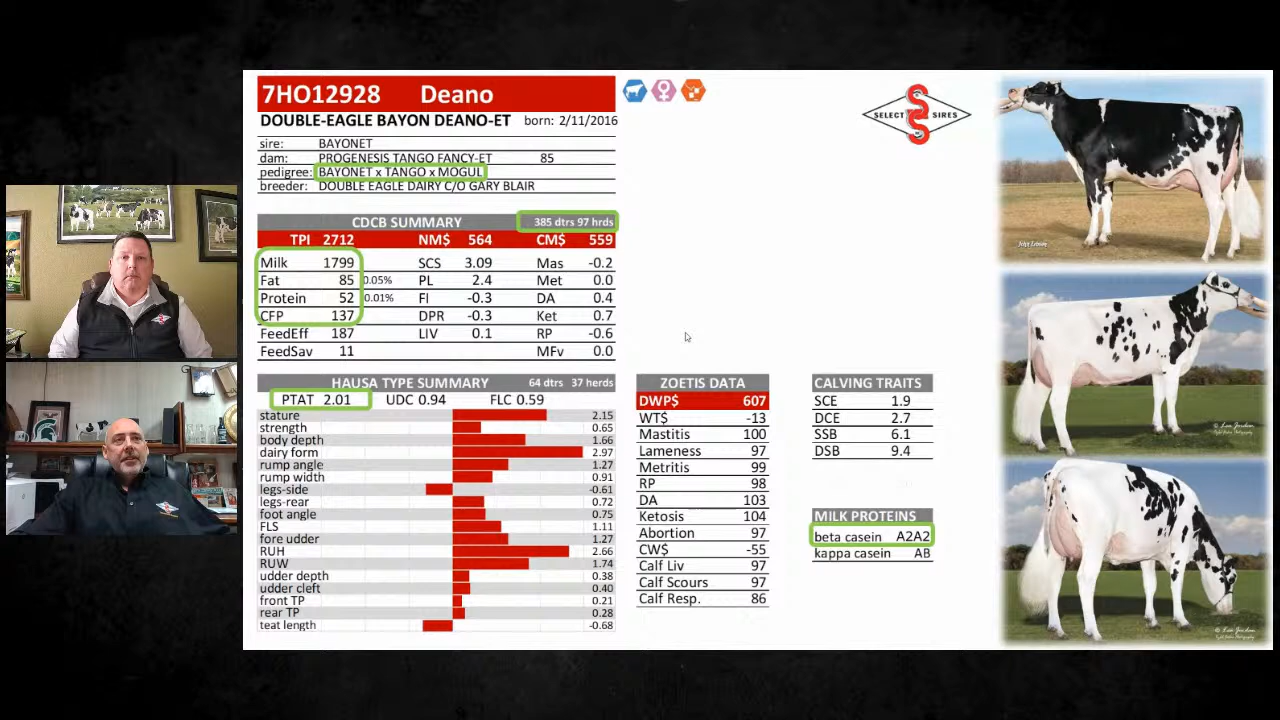 7HO12928 Deano
DOUBLE-EAGLE BAYON DEANO-ET born: 2/11/2016
sire: BAYONET
dam: PROGENESIS TANGO FANCY-ET 85
pedigree: BAYONET x TANGO x MOGUL
breeder: DOUBLE EAGLE DAIRY C/O GARY BLAIR
SELECT SIRES
CDCB SUMMARY 385 dtrs 97 hrds
TPI 2712 NM$ 564 CM$ 559
Milk 1799 SCS 3.09 Mas -0.2
Fat 85 0.05% PL 2.4 Met 0.0
Protein 52 0.01% FI -0.3 DA 0.4
CFP 137 DPR -0.3 Ket 0.7
FeedEff 187 LIV 0.1 RP -0.6
FeedSav 11 MFv 0.0
HAUSA TYPE SUMMARY 64 dtrs 37 herds
PTAT 2.01 UDC 0.94 FLC 0.59
stature 2.15
strength 0.65
body depth 1.66
dairy form 2.97
rump angle 1.27
rump width 0.91
legs-side -0.61
legs-rear 0.72
foot angle 0.75
FLS 1.11
fore udder 1.27
RUH 2.66
RUW 1.74
udder depth 0.38
udder cleft 0.40
front TP 0.21
rear TP 0.28
teat length -0.68
ZOETIS DATA
DWP$ 607
WT$ -13
Mastitis 100
Lameness 97
Metritis 99
RP 98
DA 103
Ketosis 104
Abortion 97
CW$ -55
Calf Liv 97
Calf Scours 97
Calf Resp. 86
CALVING TRAITS
SCE 1.9
DCE 2.7
SSB 6.1
DSB 9.4
MILK PROTEINS
beta casein A2A2
kappa casein AB